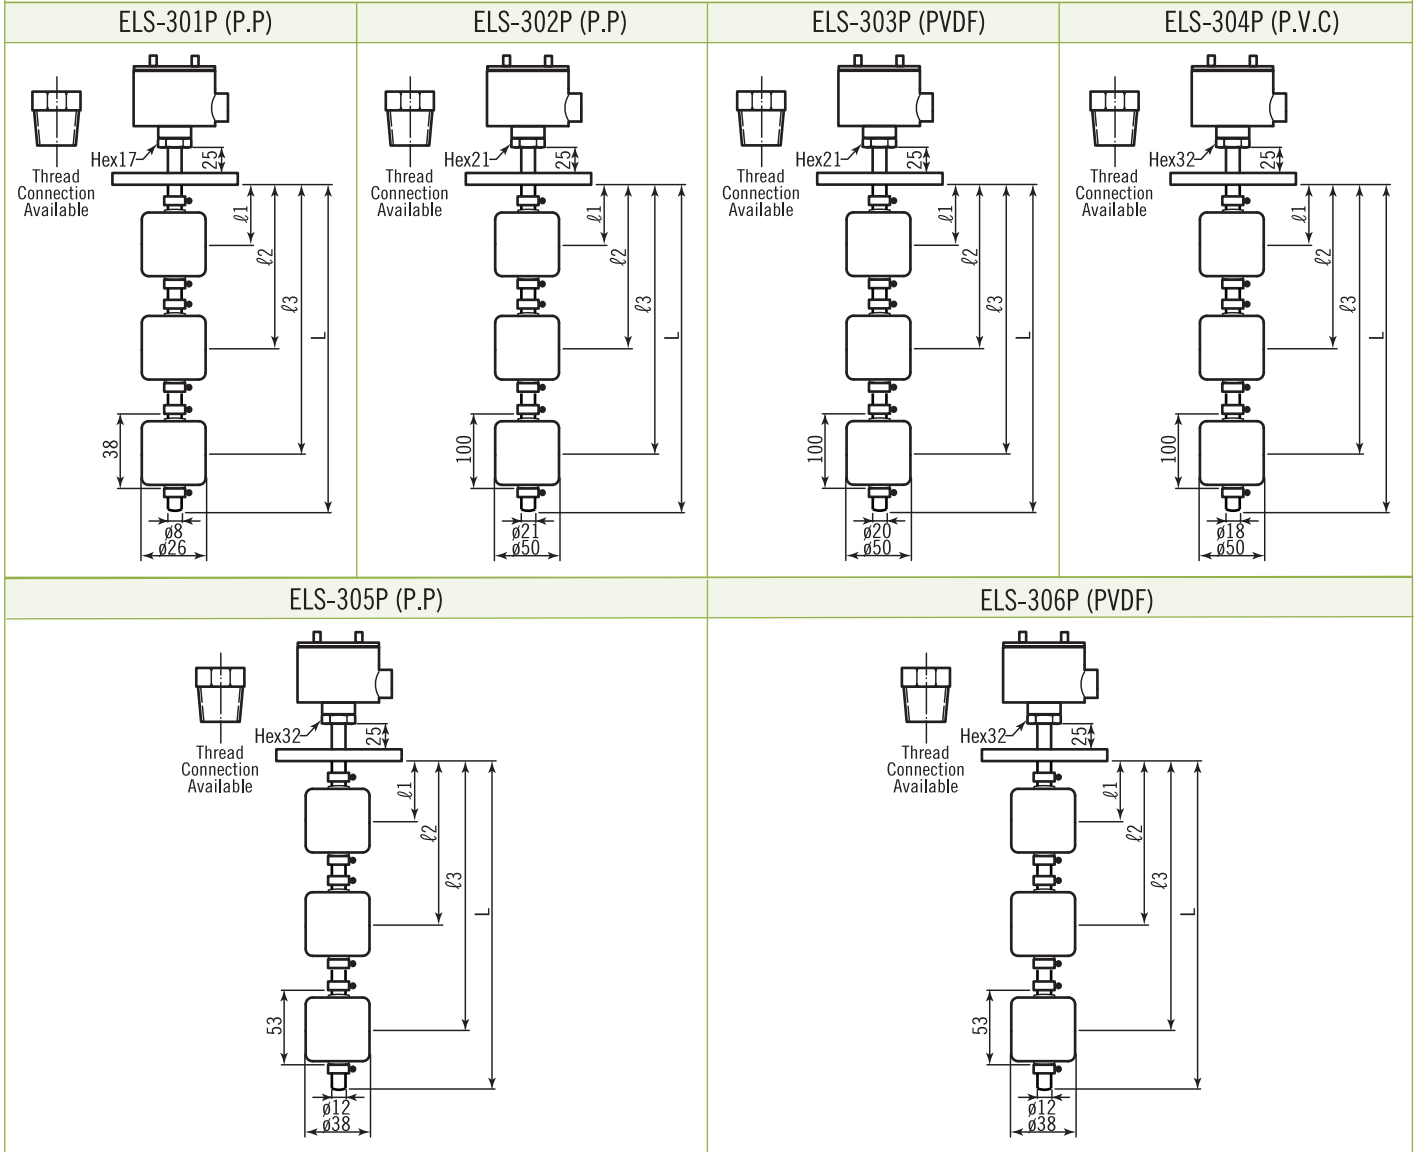 ELS-301P (P.P)
ELS-302P (P.P)
ELS-303P (PVDF)
ELS-304P (P.V.C)
Thread
Connection
Available
Hex17
25
ℓ1
ℓ2
ℓ3
L
38
ø8
ø26
Thread
Connection
Available
Hex21
25
ℓ1
ℓ2
ℓ3
L
100
ø21
ø50
Thread
Connection
Available
Hex21
25
ℓ1
ℓ2
ℓ3
L
100
ø20
ø50
Thread
Connection
Available
Hex32
25
ℓ1
ℓ2
ℓ3
L
100
ø18
ø50
ELS-305P (P.P)
ELS-306P (PVDF)
Thread
Connection
Available
Hex32
25
ℓ1
ℓ2
ℓ3
L
53
ø12
ø38
Thread
Connection
Available
Hex32
25
ℓ1
ℓ2
ℓ3
L
53
ø12
ø38